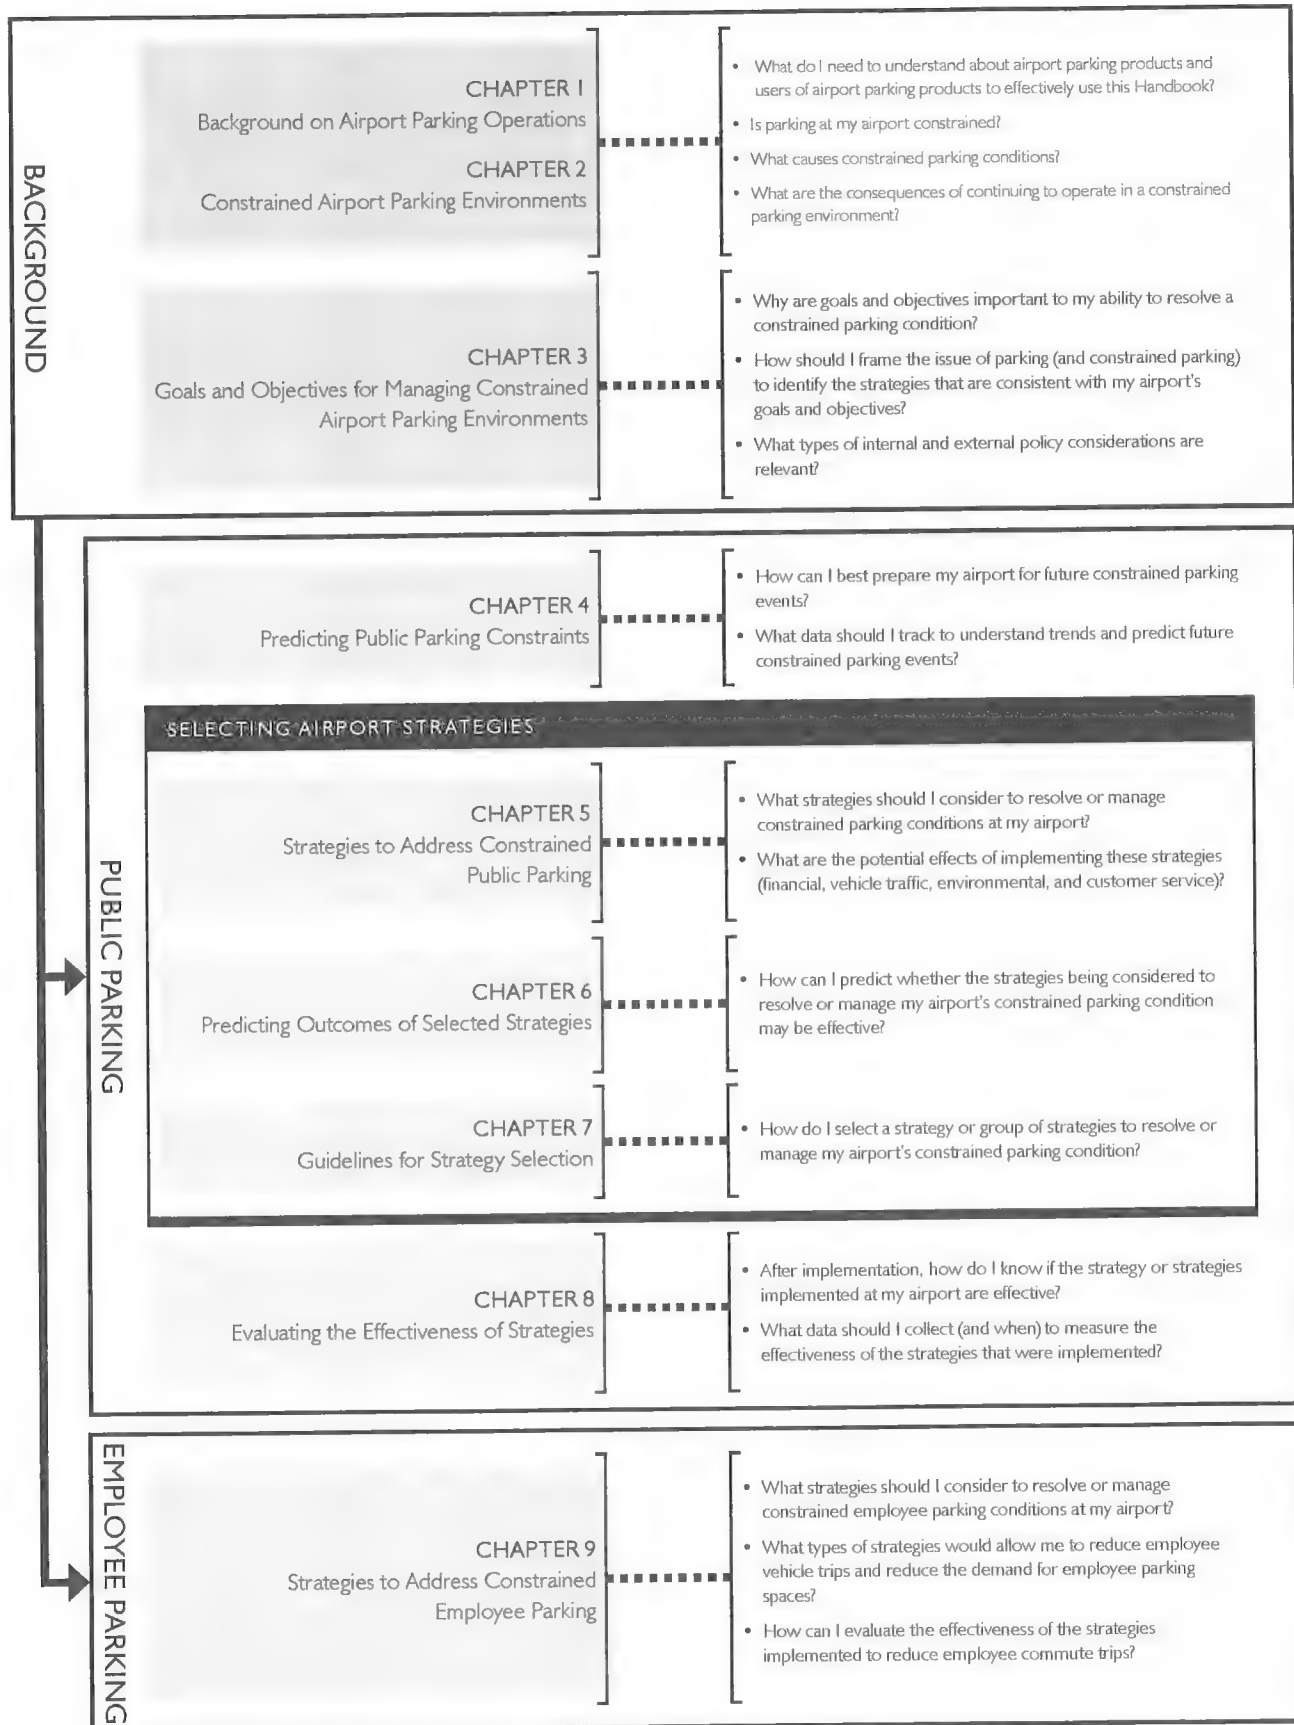 BACKGROUND
CHAPTER 1
Background on Airport Parking Operations
CHAPTER 2
Constrained Airport Parking Environments
• What do I need to understand about airport parking products and
users of airport parking products to effectively use this Handbook?
• Is parking at my airport constrained?
• What causes constrained parking conditions?
• What are the consequences of continuing to operate in a constrained
parking environment?
CHAPTER 3
Goals and Objectives for Managing Constrained
Airport Parking Environments
• Why are goals and objectives important to my ability to resolve a
constrained parking condition?
• How should I frame the issue of parking (and constrained parking)
to identify the strategies that are consistent with my airport's
goals and objectives?
• What types of internal and external policy considerations are
relevant?
PUBLIC PARKING
CHAPTER 4
Predicting Public Parking Constraints
• How can I best prepare my airport for future constrained parking
events?
• What data should I track to understand trends and predict future
constrained parking events?
SELECTING AIRPORT STRATEGIES
CHAPTER 5
Strategies to Address Constrained
Public Parking
• What strategies should I consider to resolve or manage
constrained parking conditions at my airport?
• What are the potential effects of implementing these strategies
(financial, vehicle traffic, environmental, and customer service)?
CHAPTER 6
Predicting Outcomes of Selected Strategies
• How can I predict whether the strategies being considered to
resolve or manage my airport's constrained parking condition
may be effective?
CHAPTER 7
Guidelines for Strategy Selection
• How do I select a strategy or group of strategies to resolve or
manage my airport's constrained parking condition?
CHAPTER 8
Evaluating the Effectiveness of Strategies
• After implementation, how do I know if the strategy or strategies
implemented at my airport are effective?
• What data should I collect (and when) to measure the
effectiveness of the strategies that were implemented?
EMPLOYEE PARKING
CHAPTER 9
Strategies to Address Constrained
Employee Parking
• What strategies should I consider to resolve or manage
constrained employee parking conditions at my airport?
• What types of strategies would allow me to reduce employee
vehicle trips and reduce the demand for employee parking
spaces?
• How can I evaluate the effectiveness of the strategies
implemented to reduce employee commute trips?